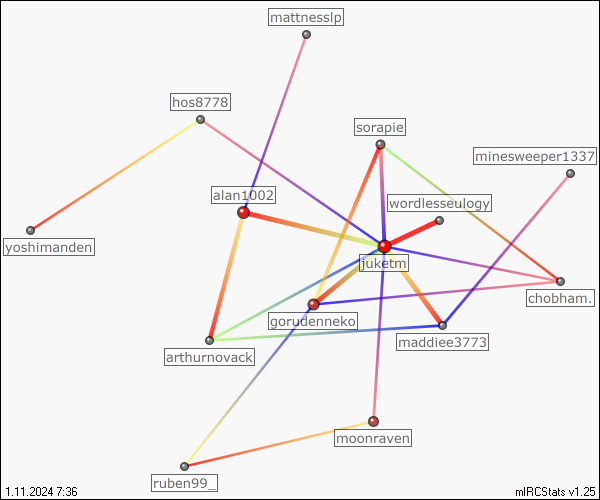 mattnesslp
hos8778
sorapie
minesweeper1337
alan1002
wordlesseulogy
yoshimanden
juketm
chobham.
gorudenneko
maddiee3773
arthurnovack
moonraven
ruben99_
1.11.2024 7:36
mIRCStats v1.25